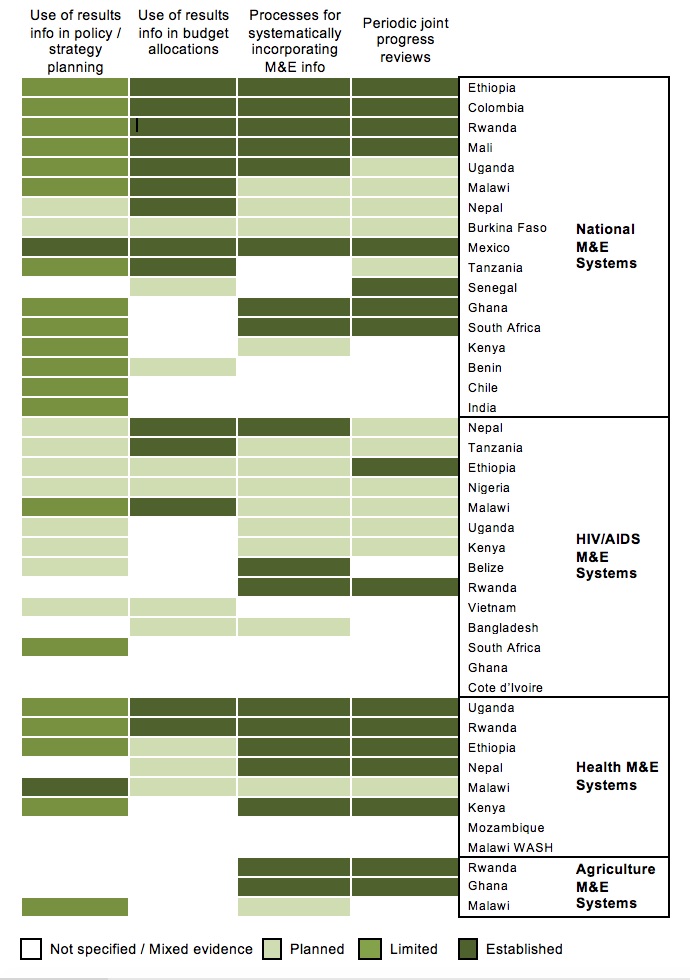 Use of results
info in policy /
strategy
planning
Use of results
info in budget
allocations
Processes for
systematically
incorporating
M&E info
Periodic joint
progress
reviews
Ethiopia
Colombia
Rwanda
Mali
Uganda
Malawi
Nepal
Burkina Faso
Mexico
Tanzania
Senegal
Ghana
South Africa
Kenya
Benin
Chile
India
National
M&E
Systems
Nepal
Tanzania
Ethiopia
Nigeria
Malawi
Uganda
Kenya
Belize
Rwanda
Vietnam
Bangladesh
South Africa
Ghana
Cote d'Ivoire
HIV/AIDS
M&E
Systems
Uganda
Rwanda
Ethiopia
Nepal
Malawi
Kenya
Mozambique
Malawi WASH
Health M&E
Systems
Rwanda
Ghana
Malawi
Agriculture
M&E
Systems
Not specified / Mixed evidence
Planned
Limited
Established